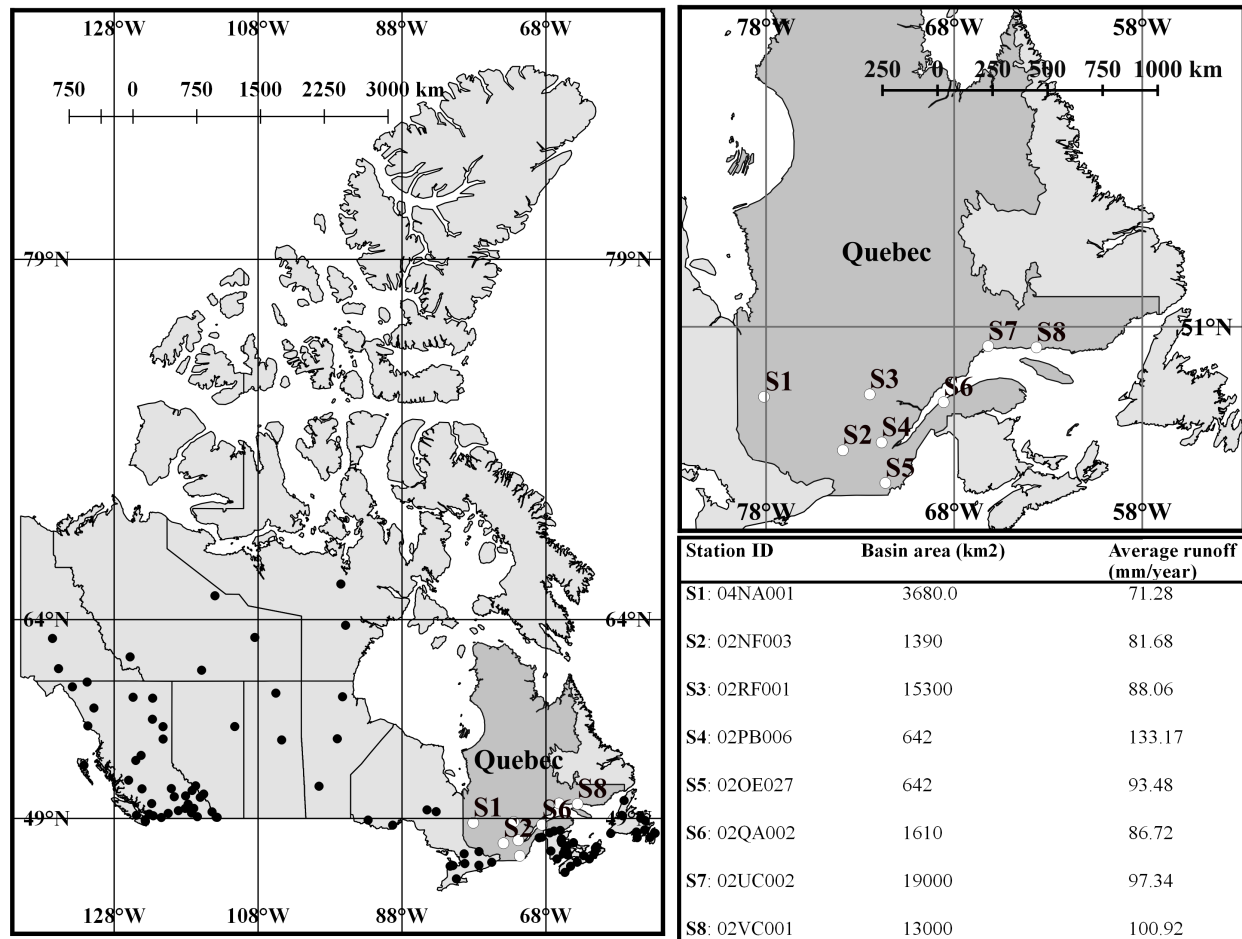 128°W 108°W 88°W 68°W
750 0 750 1500 2250 3000 km
79°N 79°N
64°N 64°N
Quebec
S8
S1 S6
49°N S2 49°N
128°W 108°W 88°W 68°W
78°W 68°W 58°W
250 0 250 500 750 1000 km
Quebec
51°N
S7 S8
S1 S3 S6
S2 S4
S5
78°W 68°W 58°W
Station ID Basin area (km2) Average runoff
(mm/year)
S1: 04NA001 3680.0 71.28
S2: 02NF003 1390 81.68
S3: 02RF001 15300 88.06
S4: 02PB006 642 133.17
S5: 02OE027 642 93.48
S6: 02QA002 1610 86.72
S7: 02UC002 19000 97.34
S8: 02VC001 13000 100.92